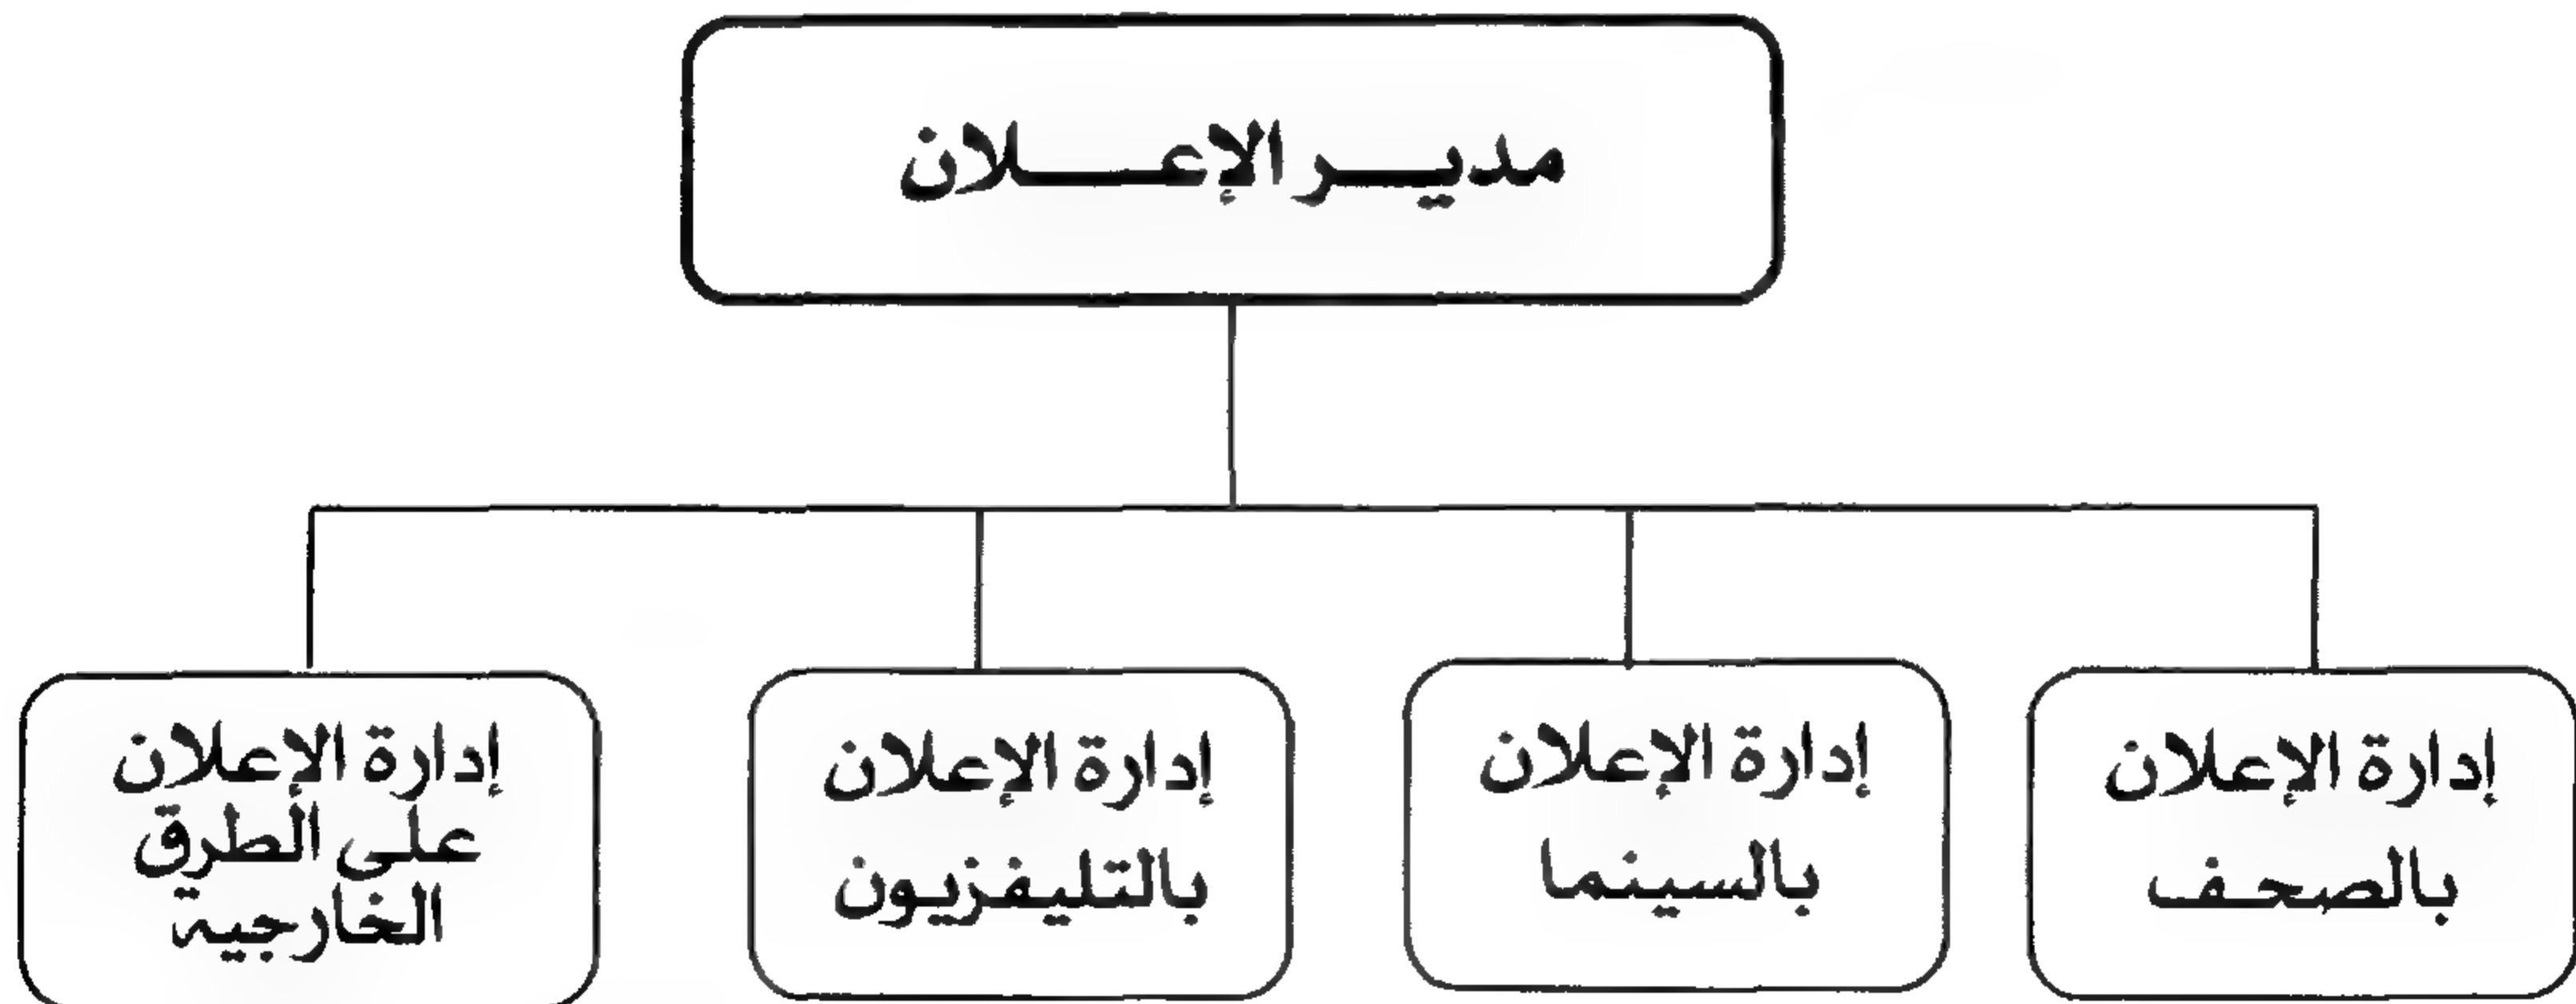 مدير الإعلان
إدارة الإعلان
بالصحف
إدارة الإعلان
بالسينما
إدارة الإعلان
بالتليفزيون
إدارة الإعلان
على الطرق
الخارجية